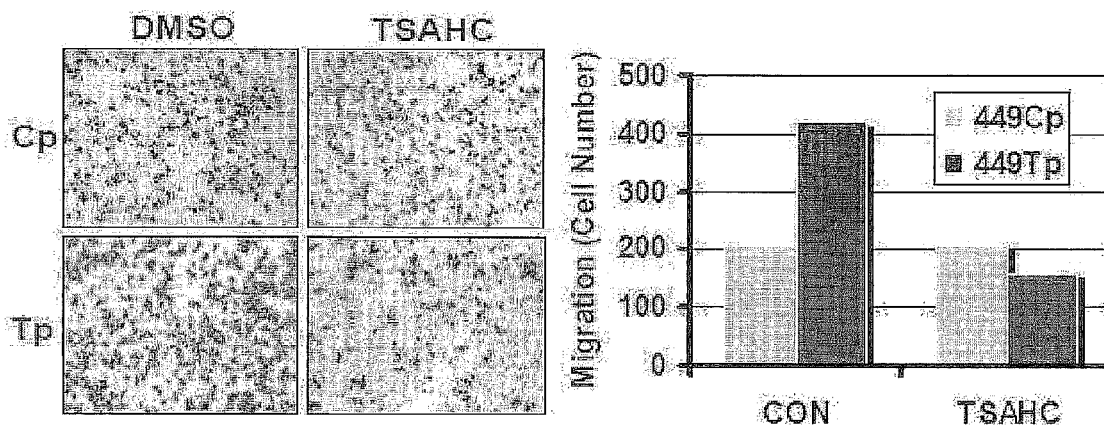 DMSO
TSAHC
Cp
Tp
Migration (Cell Number)
500
400
300
200
100
0
449Cp
449Tp
CON
TSAHC